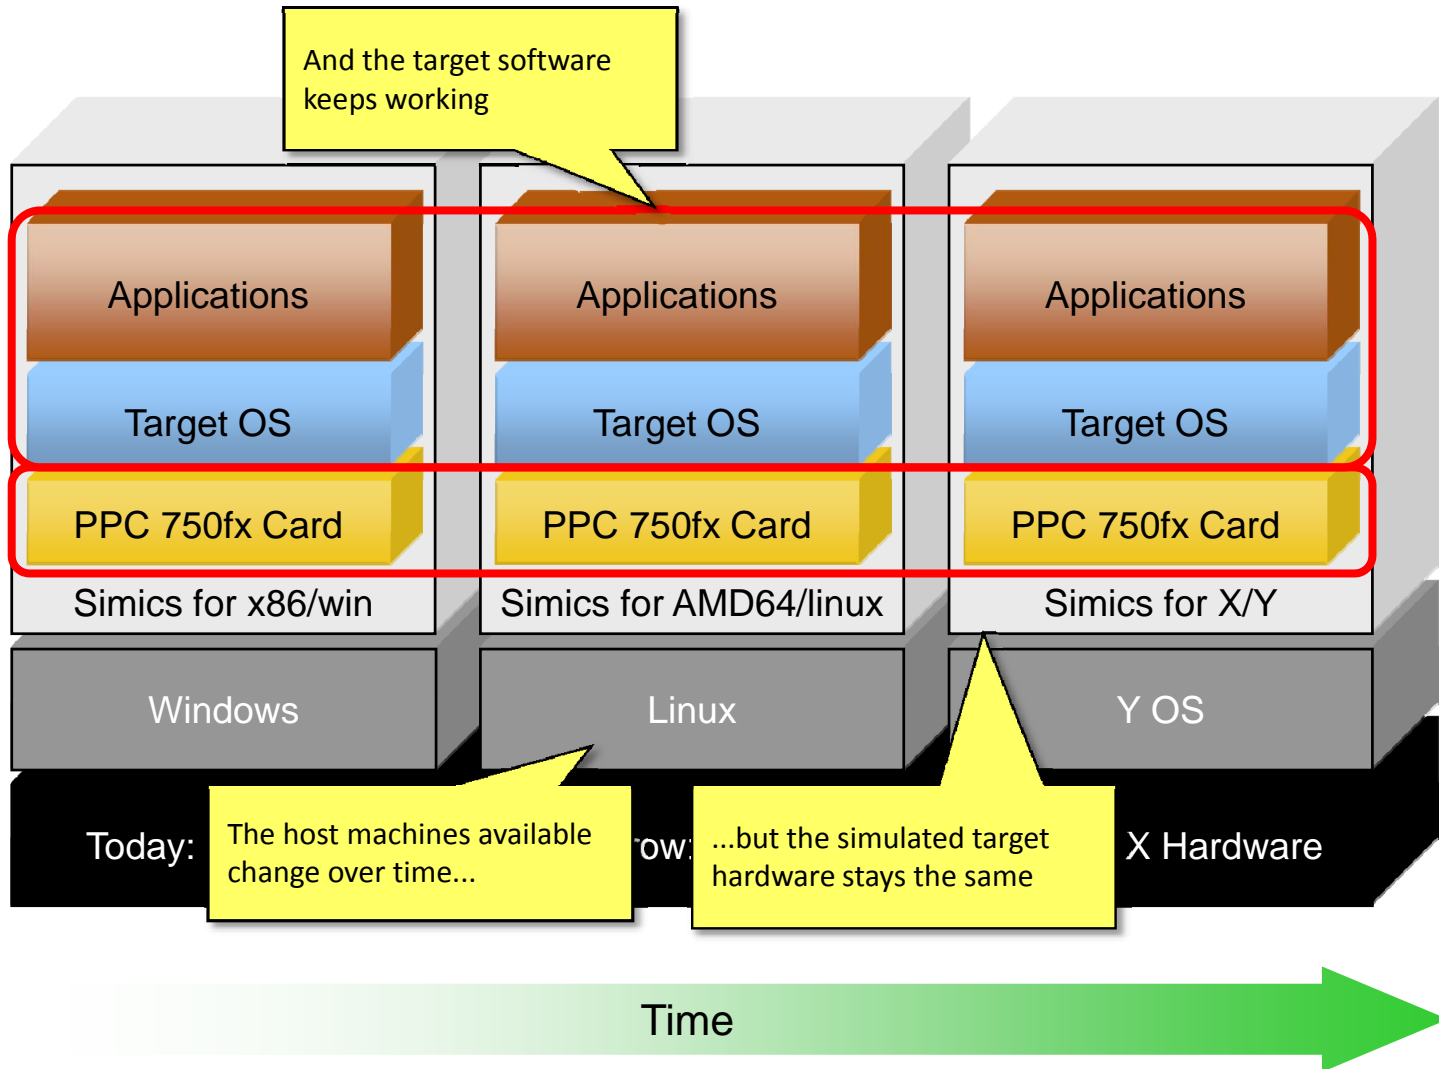 And the target software
keeps working
Applications
Applications
Applications
Target OS
Target OS
Target OS
PPC 750fx Card
PPC 750fx Card
PPC 750fx Card
Simics for x86/win
Simics for AMD64/linux
Simics for X/Y
Windows
Linux
Y OS
Today:
X Hardware
The host machines available
change over time...
...but the simulated target
hardware stays the same
Time